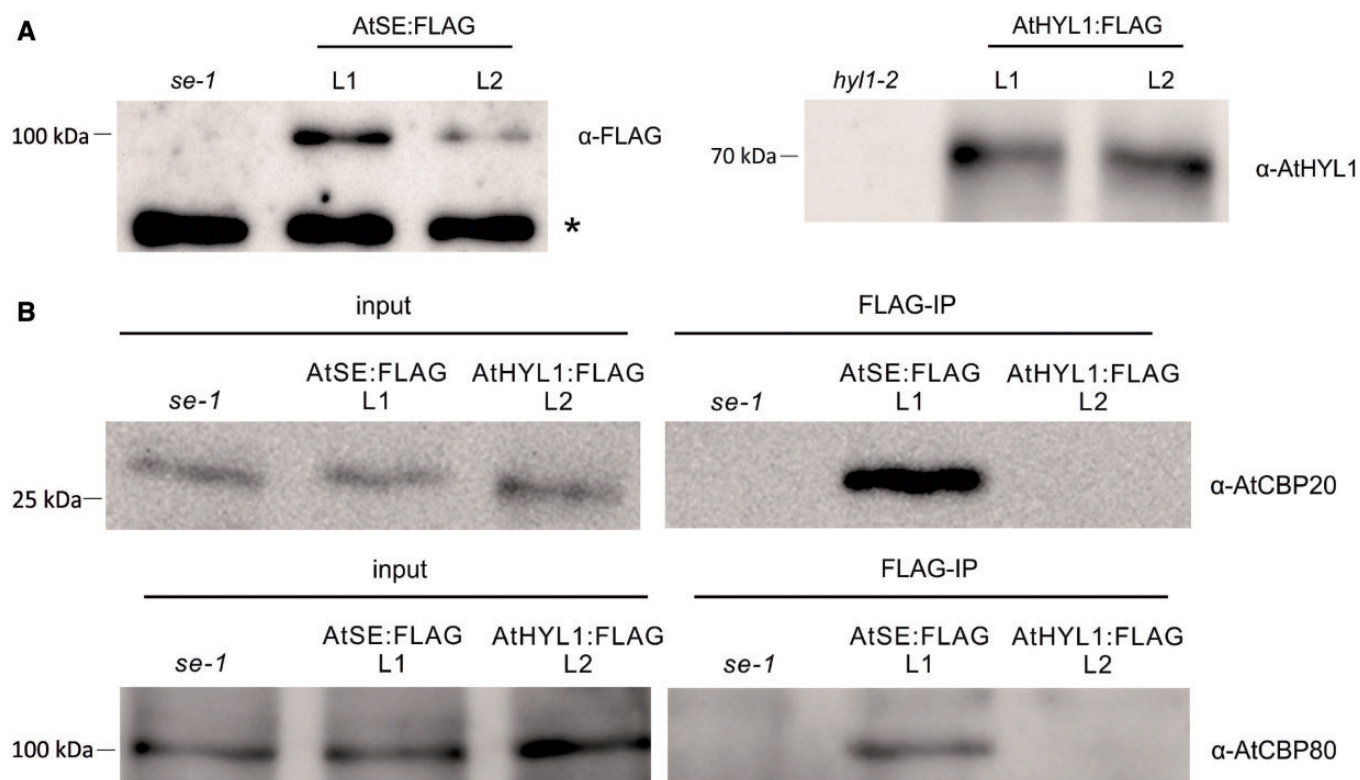 A
AtSE:FLAG
AtHYL1:FLAG
se-1 L1 L2
hyl1-2 L1 L2
100 kDa
α-FLAG
*
70 kDa
α-AtHYL1
B
input
FLAG-IP
se-1 AtSE:FLAG L1 AtHYL1:FLAG L2
se-1 AtSE:FLAG L1 AtHYL1:FLAG L2
25 kDa
α-AtCBP20
input
FLAG-IP
se-1 AtSE:FLAG L1 AtHYL1:FLAG L2
se-1 AtSE:FLAG L1 AtHYL1:FLAG L2
100 kDa
α-AtCBP80